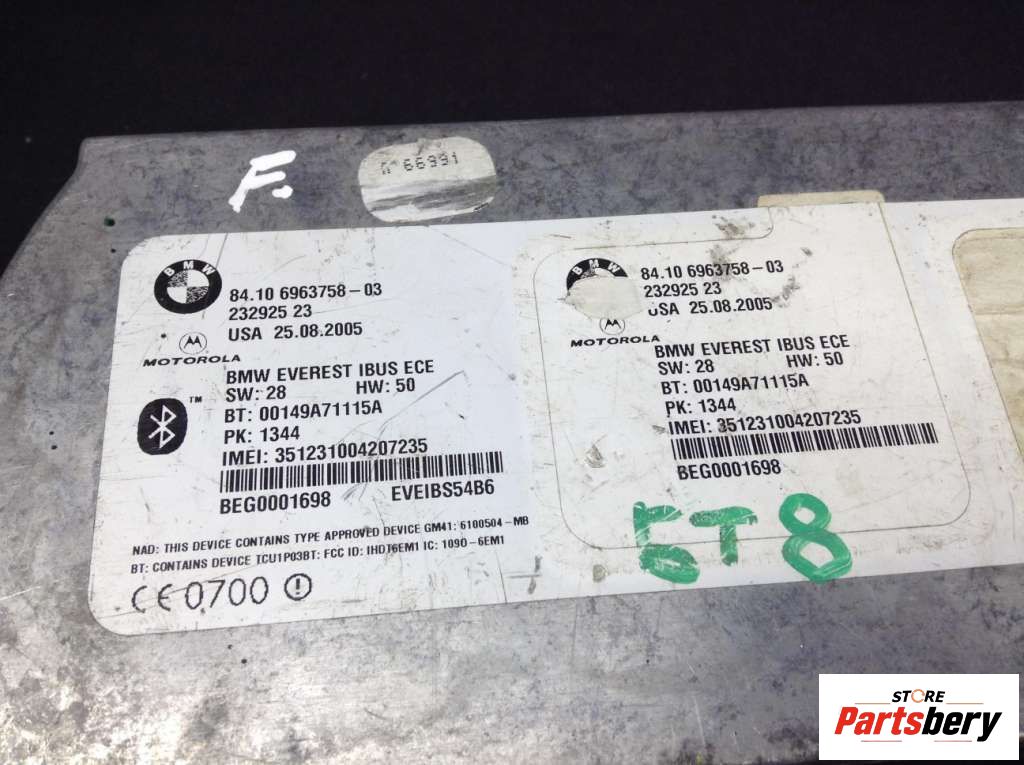 F.
N° 66991
BMW
84.10 6963758-03
232925 23
USA 25.08.2005
MOTOROLA
BMW EVEREST IBUS ECE
SW: 28 HW: 50
TM
BT: 00149A71115A
PK: 1344
IMEI: 351231004207235
BEG0001698 EVEIBS54B6
NAD: THIS DEVICE CONTAINS TYPE APPROVED DEVICE GM41: 6100504-MB
BT: CONTAINS DEVICE TCU1P03BT: FCC ID: IHDT6EM1 IC: 1090-6EM1
CE 0700
BMW
84.10 6963758-03
232925 23
USA 25.08.2005
MOTOROLA
BMW EVEREST IBUS ECE
SW: 28 HW: 50
BT: 00149A71115A
PK: 1344
IMEI: 351231004207235
BEG0001698
5T8
STORE
Partsbery